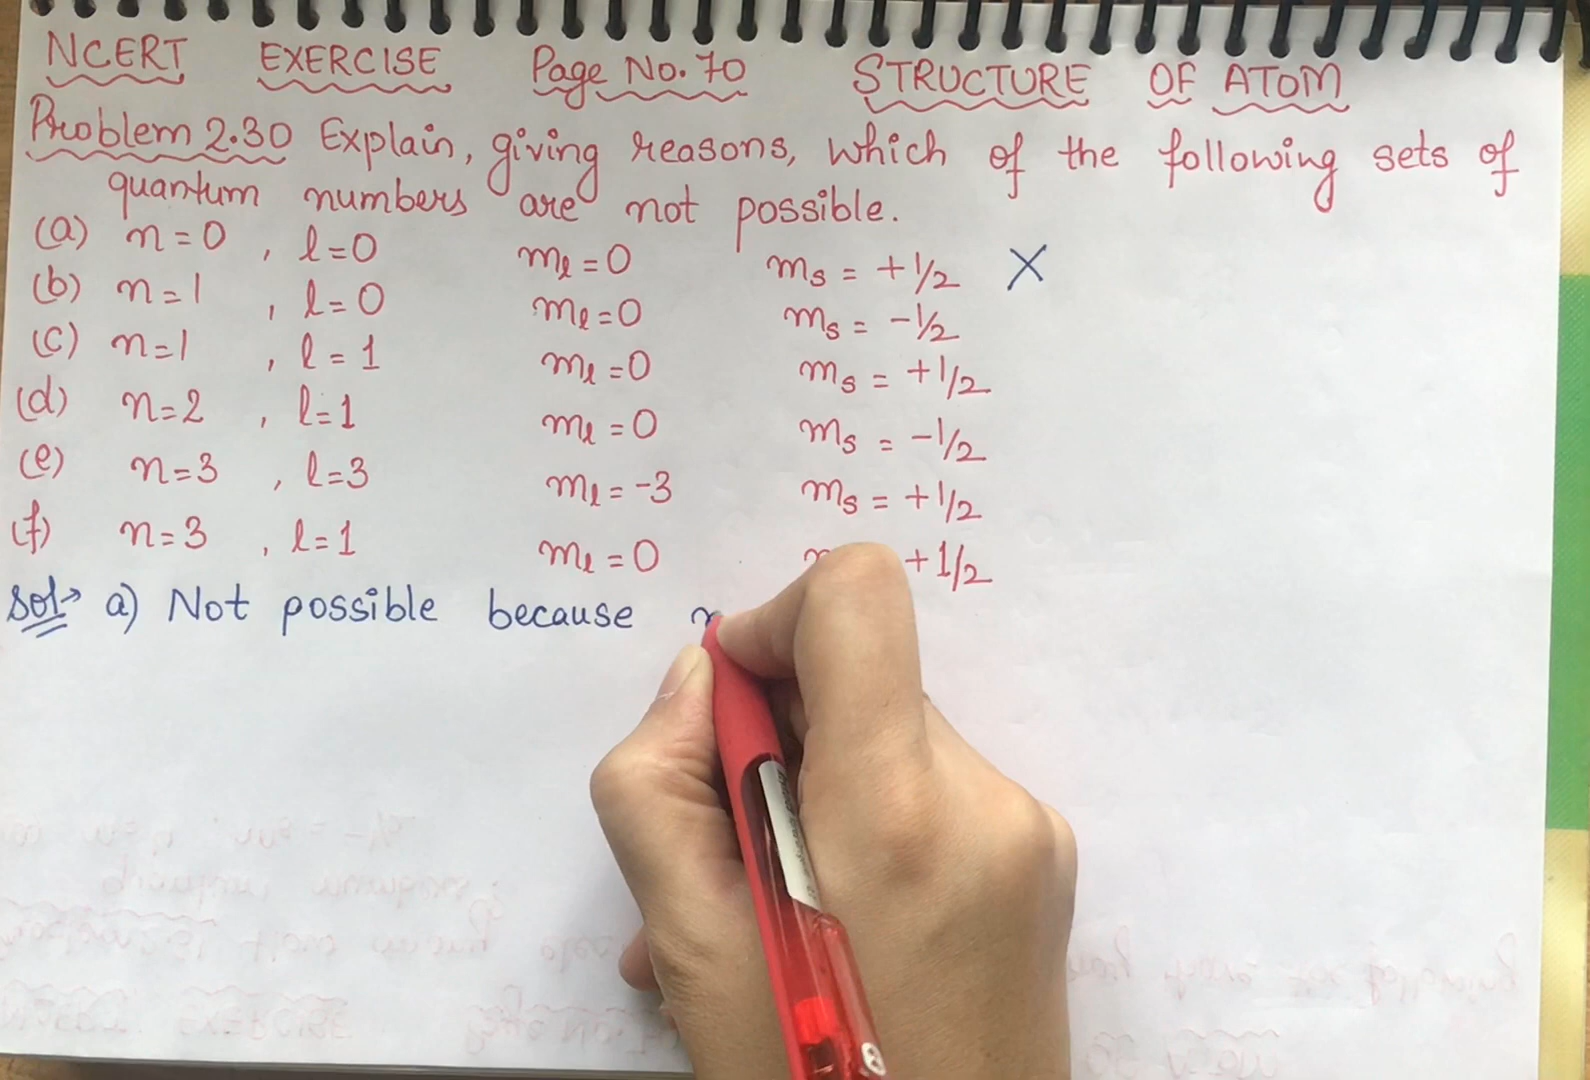 NCERT EXERCISE Page No. 70 STRUCTURE OF ATOM
Problem 2.30 Explain, giving reasons, which of the following sets of
quantum numbers are not possible.
(a) n=0, l=0 mₗ=0 mₛ = +1/2 X
(b) n=1, l=0 mₗ=0 mₛ = -1/2
(c) n=1, l=1 mₗ=0 mₛ = +1/2
(d) n=2, l=1 mₗ=0 mₛ = -1/2
(e) n=3, l=3 mₗ=-3 mₛ = +1/2
(f) n=3, l=1 mₗ=0 +1/2
Sol→ a) Not possible because